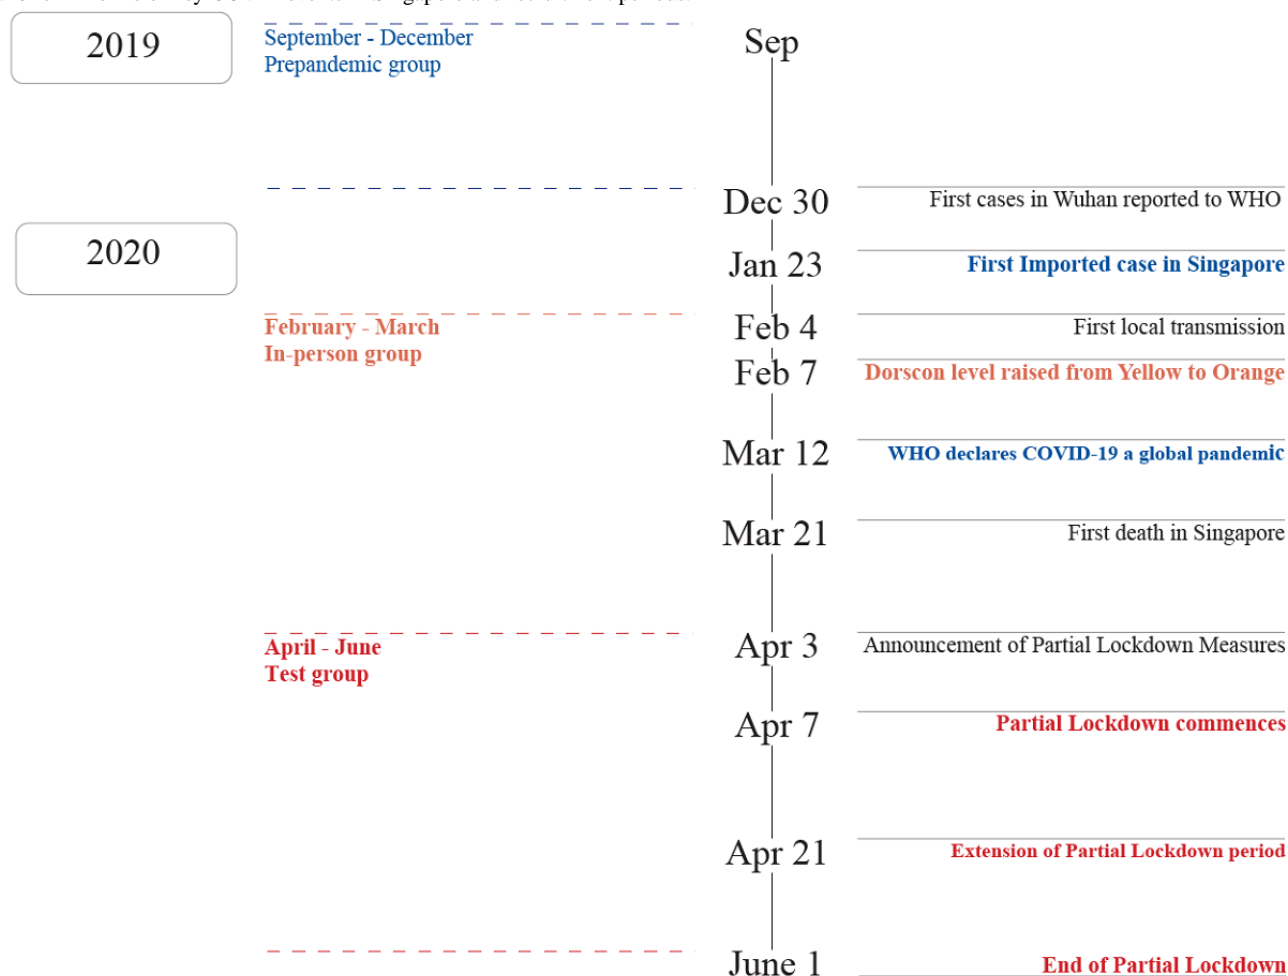 2019
September - December
Prepandemic group
Sep
Dec 30
First cases in Wuhan reported to WHO
2020
Jan 23
First Imported case in Singapore
February - March
In-person group
Feb 4
First local transmission
Feb 7
Dorscon level raised from Yellow to Orange
Mar 12
WHO declares COVID-19 a global pandemic
Mar 21
First death in Singapore
April - June
Test group
Apr 3
Announcement of Partial Lockdown Measures
Apr 7
Partial Lockdown commences
Apr 21
Extension of Partial Lockdown period
June 1
End of Partial Lockdown